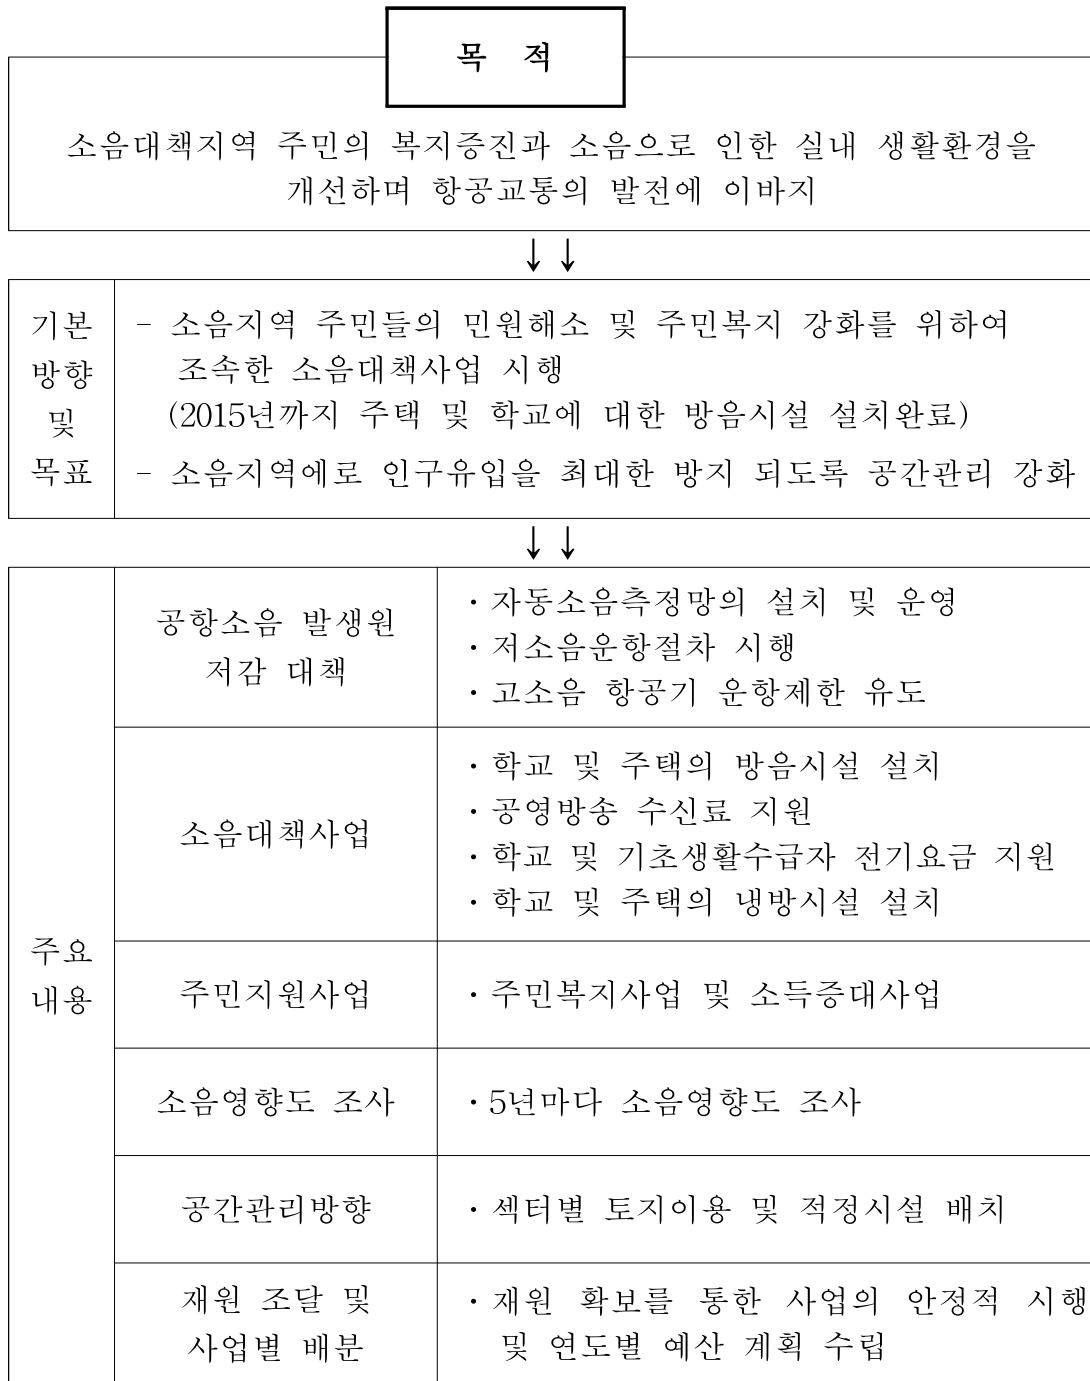 목 적
소음대책지역 주민의 복지증진과 소음으로 인한 실내 생활환경을
개선하며 항공교통의 발전에 이바지
↓↓
기본
방향
및
목표
- 소음지역 주민들의 민원해소 및 주민복지 강화를 위하여
조속한 소음대책사업 시행
(2015년까지 주택 및 학교에 대한 방음시설 설치완료)
- 소음지역에로 인구유입을 최대한 방지 되도록 공간관리 강화
↓↓
주요
내용
공항소음 발생원
저감 대책
· 자동소음측정망의 설치 및 운영
· 저소음운항절차 시행
· 고소음 항공기 운항제한 유도
소음대책사업
· 학교 및 주택의 방음시설 설치
· 공영방송 수신료 지원
· 학교 및 기초생활수급자 전기요금 지원
· 학교 및 주택의 냉방시설 설치
주민지원사업
· 주민복지사업 및 소득증대사업
소음영향도 조사
· 5년마다 소음영향도 조사
공간관리방향
· 섹터별 토지이용 및 적정시설 배치
재원 조달 및
사업별 배분
· 재원 확보를 통한 사업의 안정적 시행
및 연도별 예산 계획 수립